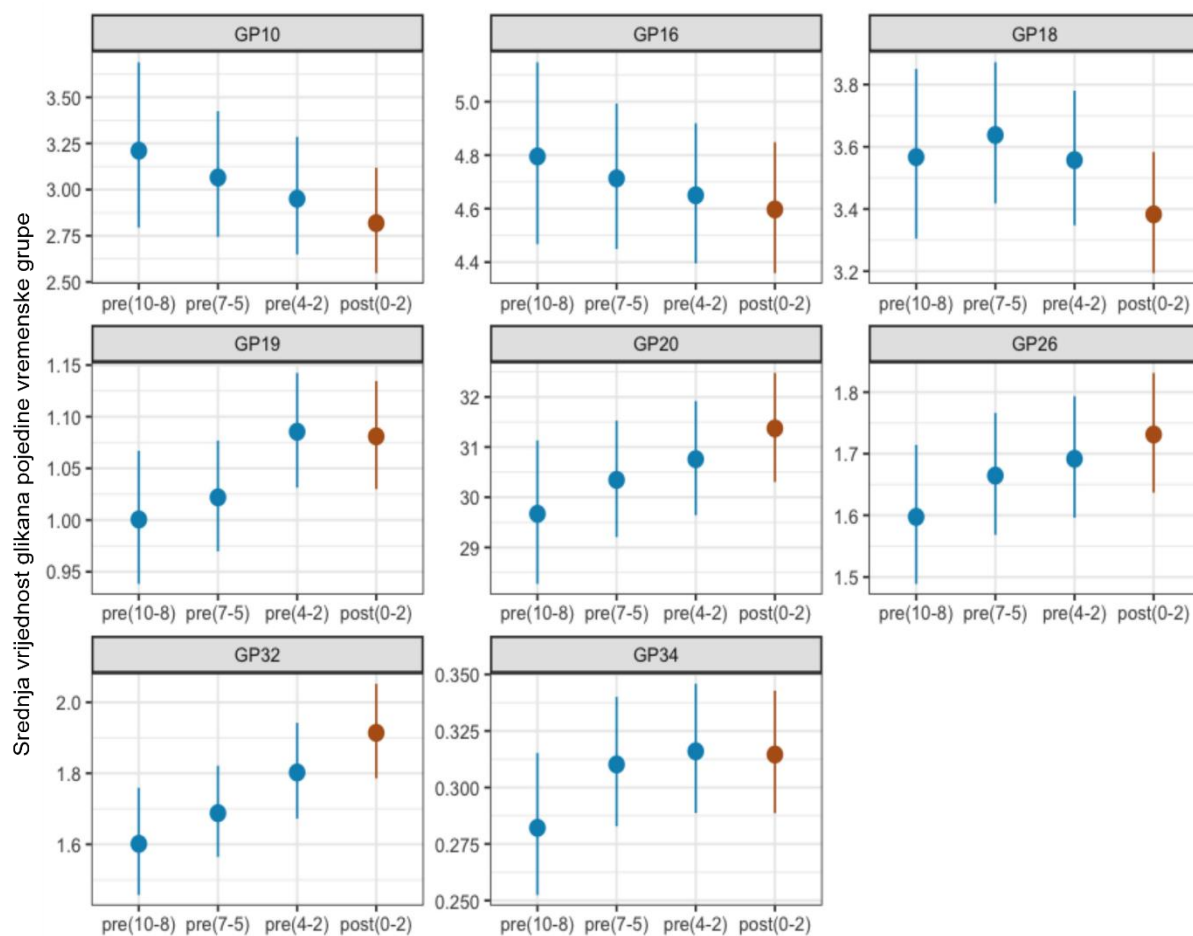 Srednja vrijednost glikana pojedine vremenske grupe
GP10
3.50
3.25
3.00
2.75
2.50
pre(10-8) pre(7-5) pre(4-2) post(0-2)
GP16
5.0
4.8
4.6
4.4
pre(10-8) pre(7-5) pre(4-2) post(0-2)
GP18
3.8
3.6
3.4
3.2
pre(10-8) pre(7-5) pre(4-2) post(0-2)
GP19
1.15
1.10
1.05
1.00
0.95
pre(10-8) pre(7-5) pre(4-2) post(0-2)
GP20
32
31
30
29
pre(10-8) pre(7-5) pre(4-2) post(0-2)
GP26
1.8
1.7
1.6
1.5
pre(10-8) pre(7-5) pre(4-2) post(0-2)
GP32
2.0
1.8
1.6
pre(10-8) pre(7-5) pre(4-2) post(0-2)
GP34
0.350
0.325
0.300
0.275
0.250
pre(10-8) pre(7-5) pre(4-2) post(0-2)